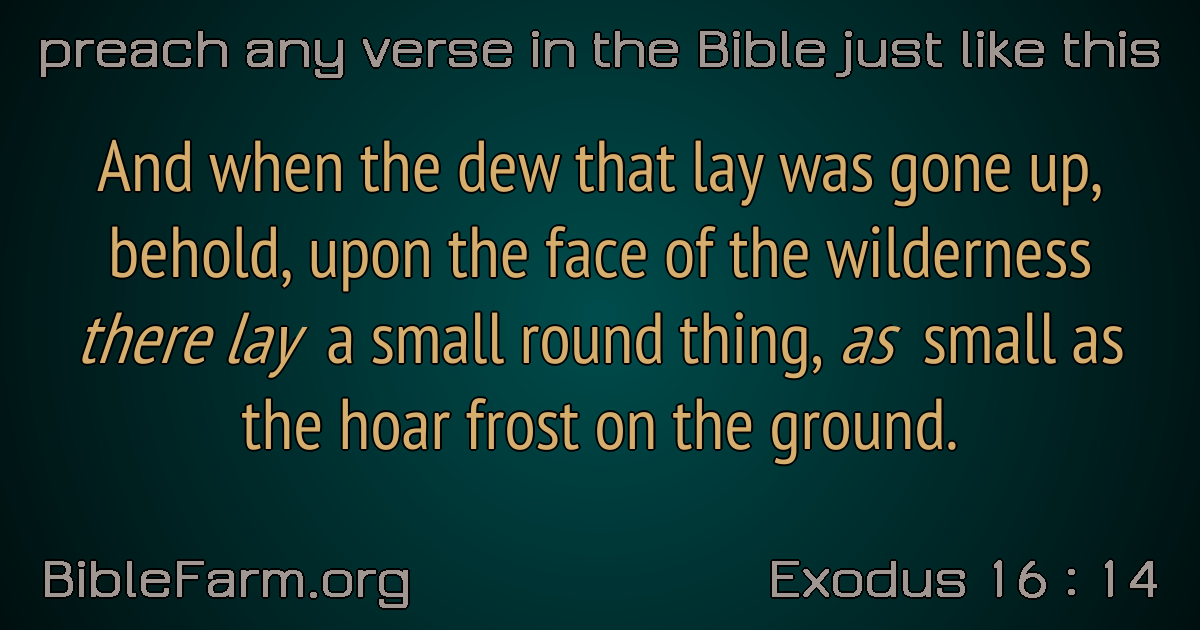 preach any verse in the Bible just like this
And when the dew that lay was gone up,
behold, upon the face of the wilderness
there lay a small round thing, as small as
the hoar frost on the ground.
BibleFarm.org
Exodus 16 : 14